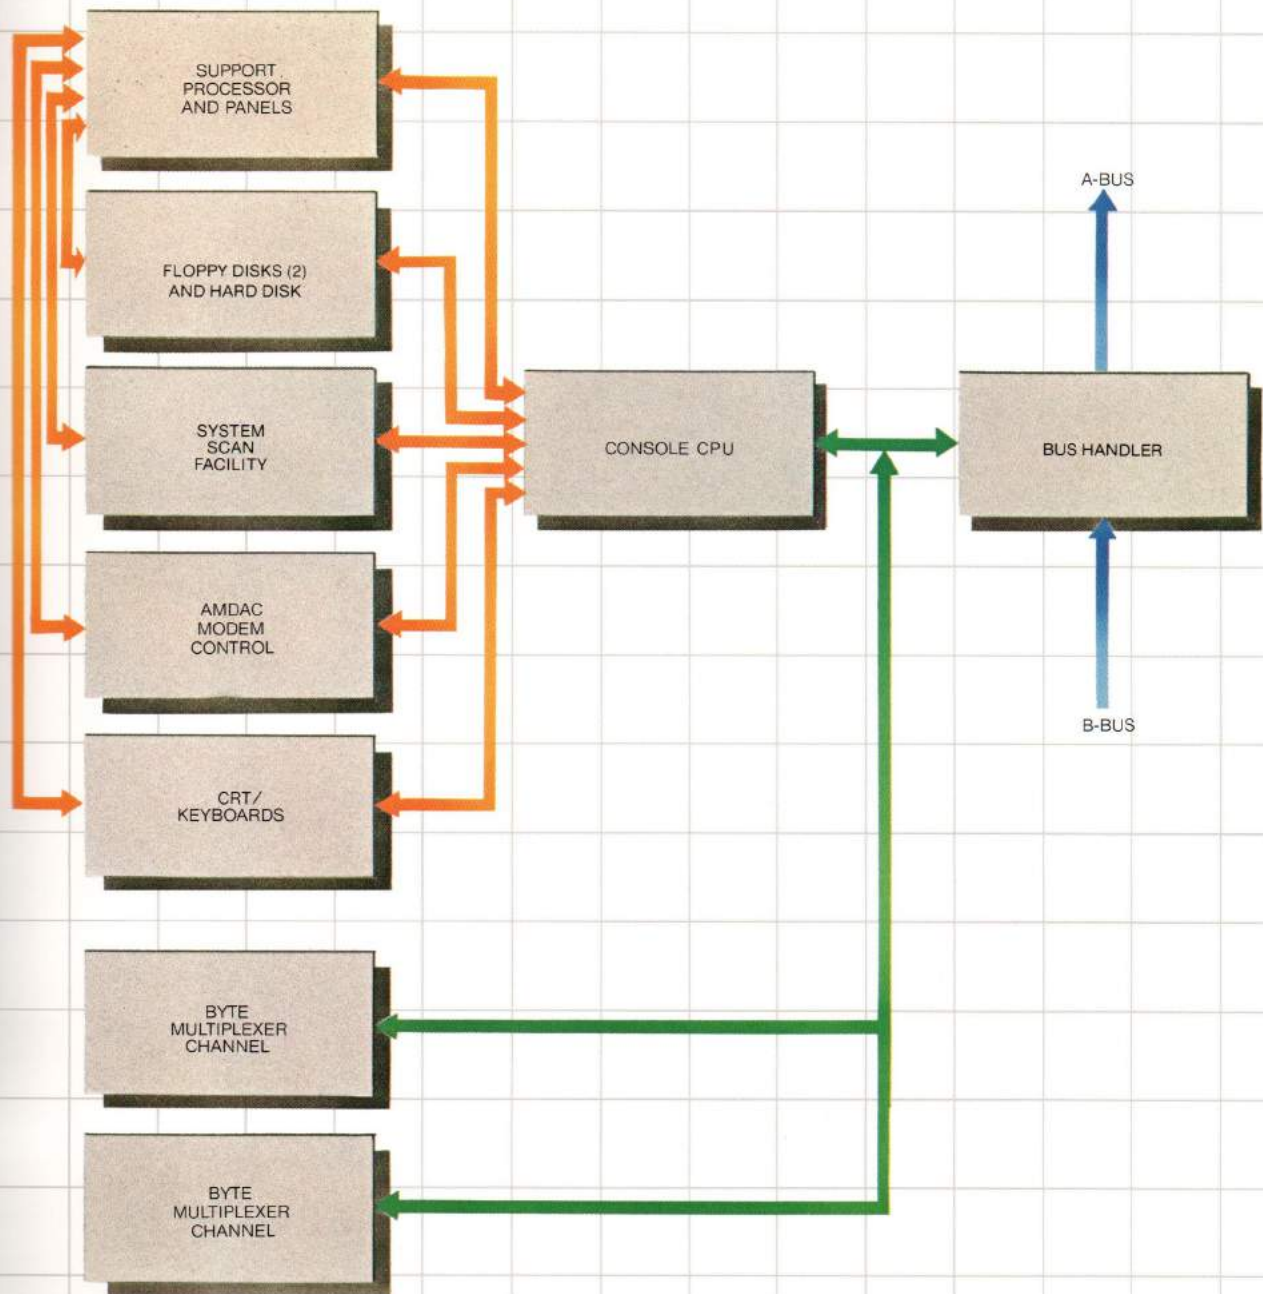 SUPPORT
PROCESSOR
AND PANELS
A-BUS
FLOPPY DISKS (2)
AND HARD DISK
SYSTEM
SCAN
FACILITY
CONSOLE CPU
BUS HANDLER
AMDAC
MODEM
CONTROL
B-BUS
CRT/
KEYBOARDS
BYTE
MULTIPLEXER
CHANNEL
BYTE
MULTIPLEXER
CHANNEL